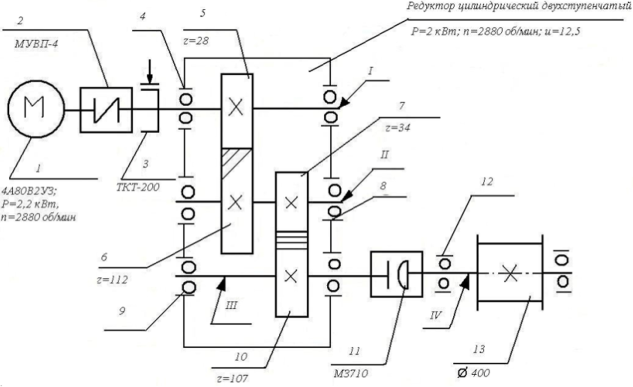 Редуктор цилиндрический двухступенчатый
P=2 кВт; n=2880 об/мин; u=12,5
2
МУВП-4
4
5
z=28
I
7
z=34
M
1
4А80В2У3;
P=2,2 кВт,
n=2880 об/мин
3
ТКТ-200
II
8
12
6
z=112
9
III
IV
10
z=107
11
МЗ710
13
Ø 400